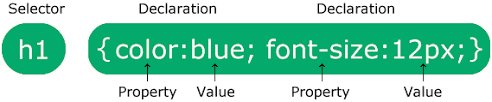 Selector Declaration Declaration
h1 {color:blue; font-size:12px;}
Property Value Property Value